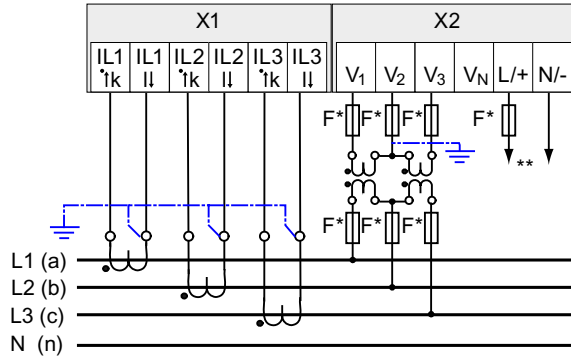 X1 X2
IL1 IL1 IL2 IL2 IL3 IL3 V1 V2 V3 VN L/+ N/-
k l k l k l
F* F* F* F*
**
F* F* F*
L1 (a)
L2 (b)
L3 (c)
N (n)